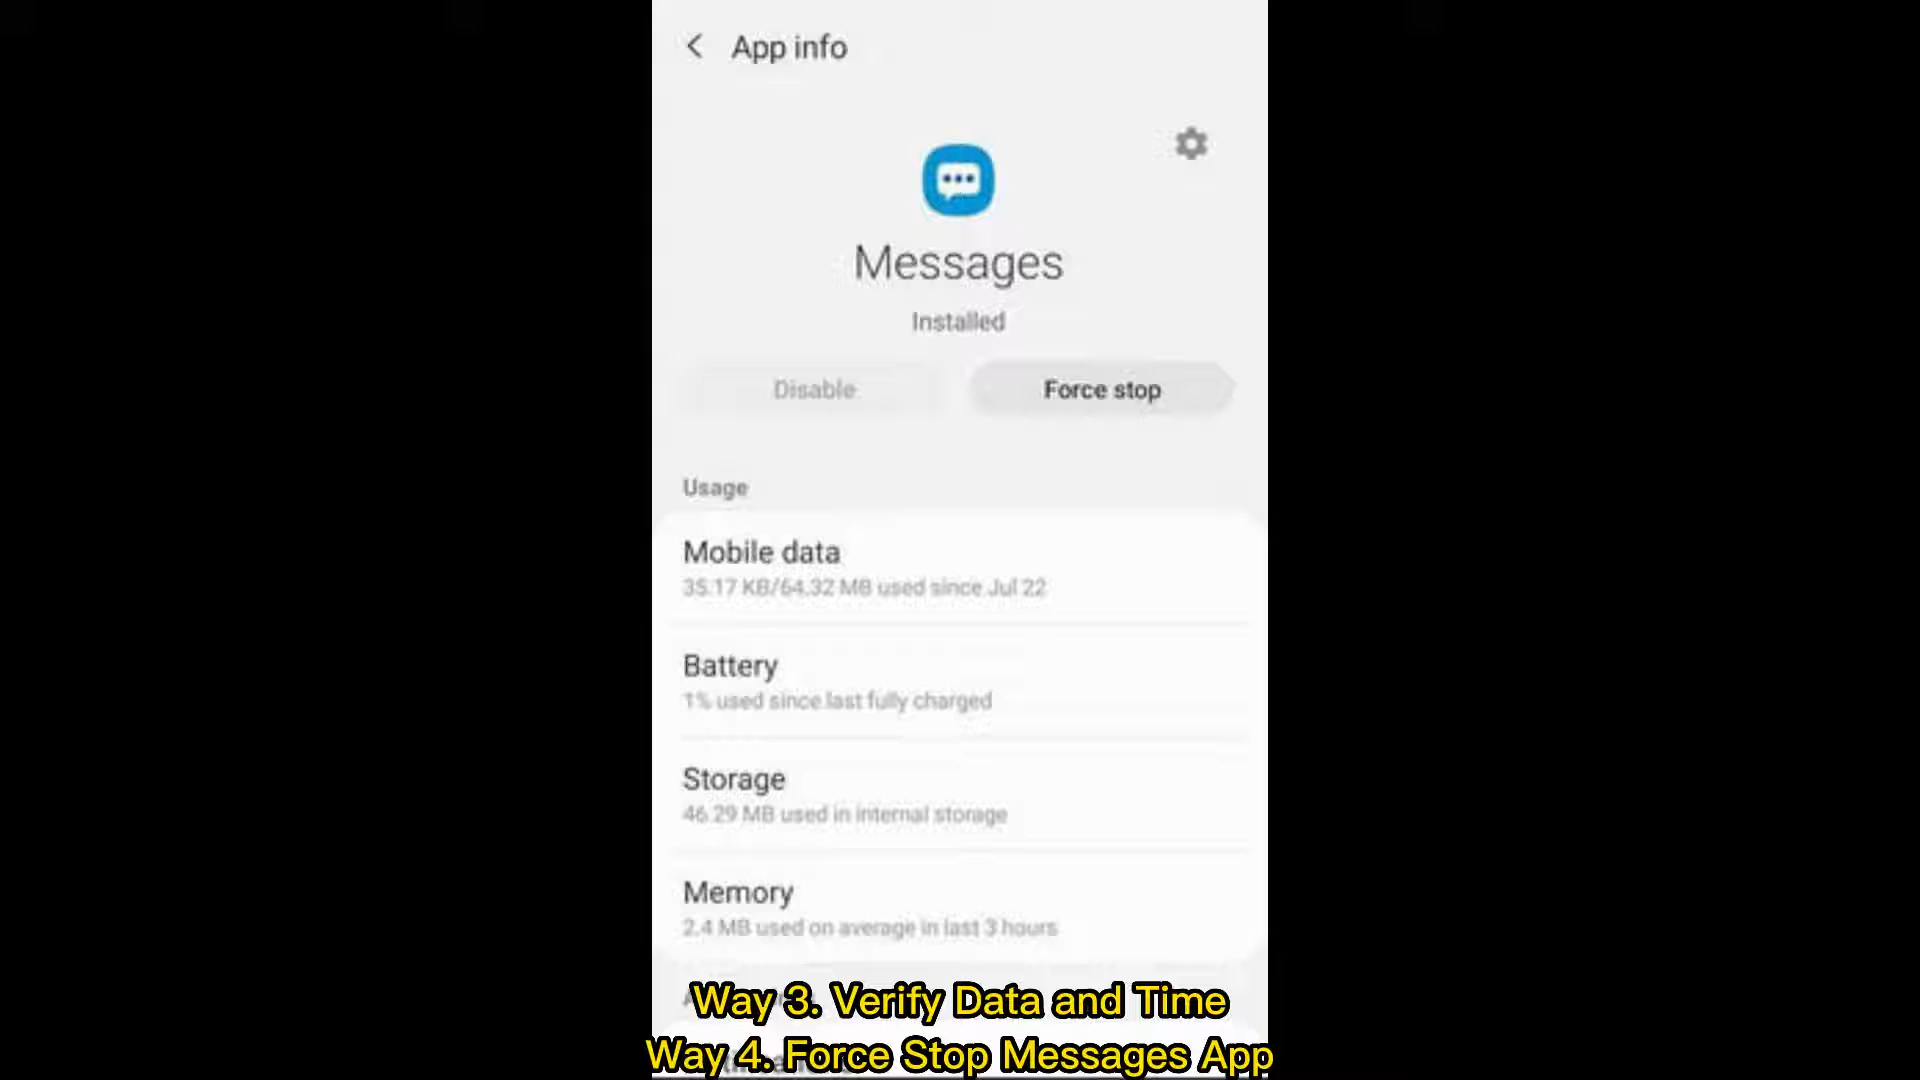 App info
Messages
Installed
Disable
Force stop
Usage
Mobile data
35.17 KB/64.32 MB used since Jul 22
Battery
1% used since last fully charged
Storage
46.29 MB used in internal storage
Memory
2.4 MB used on average in last 3 hours
Way 3. Verify Data and Time
Way 4. Force Stop Messages App